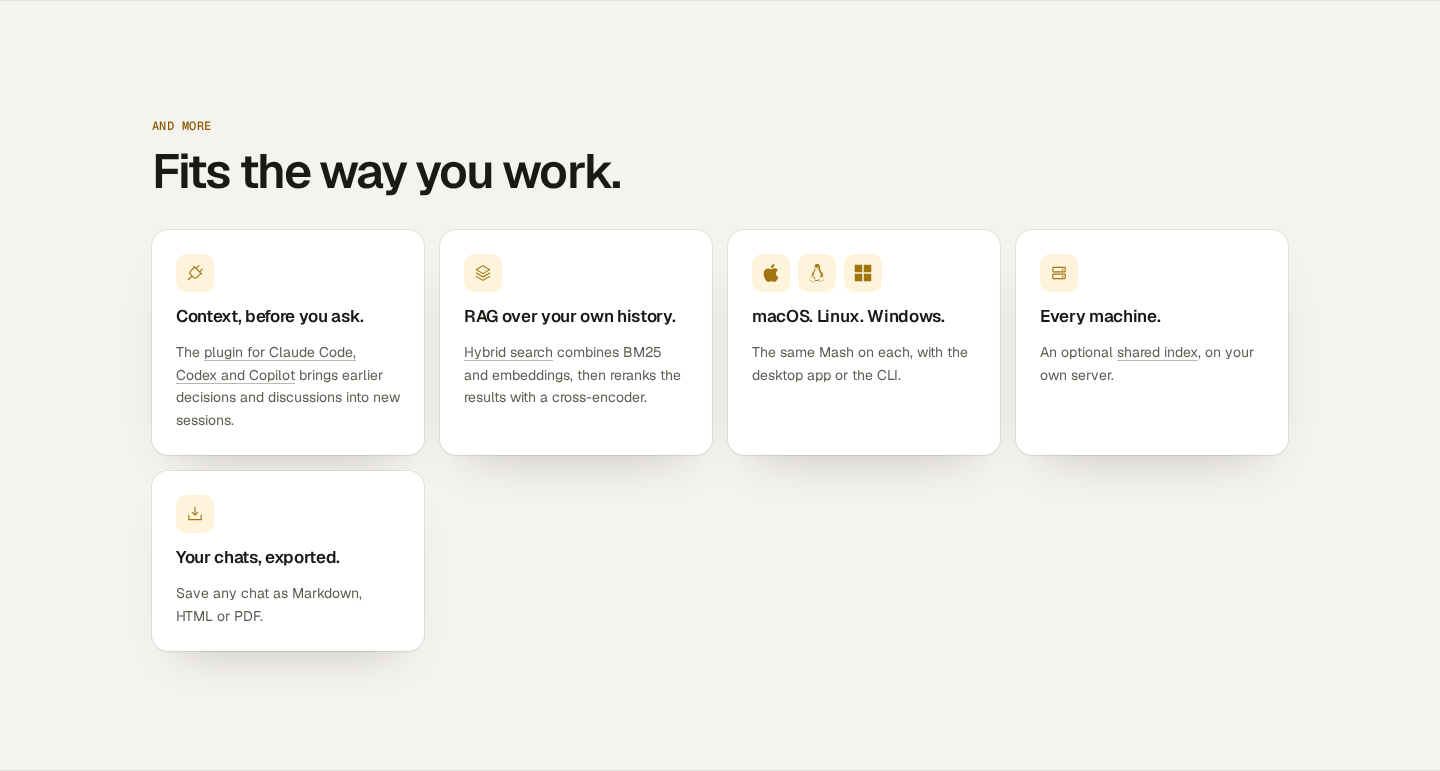 AND MORE
Fits the way you work.
Context, before you ask.
The plugin for Claude Code,
Codex and Copilot brings earlier
decisions and discussions into new
sessions.
RAG over your own history.
Hybrid search combines BM25
and embeddings, then reranks the
results with a cross-encoder.
macOS. Linux. Windows.
The same Mash on each, with the
desktop app or the CLI.
Every machine.
An optional shared index, on your
own server.
Your chats, exported.
Save any chat as Markdown,
HTML or PDF.